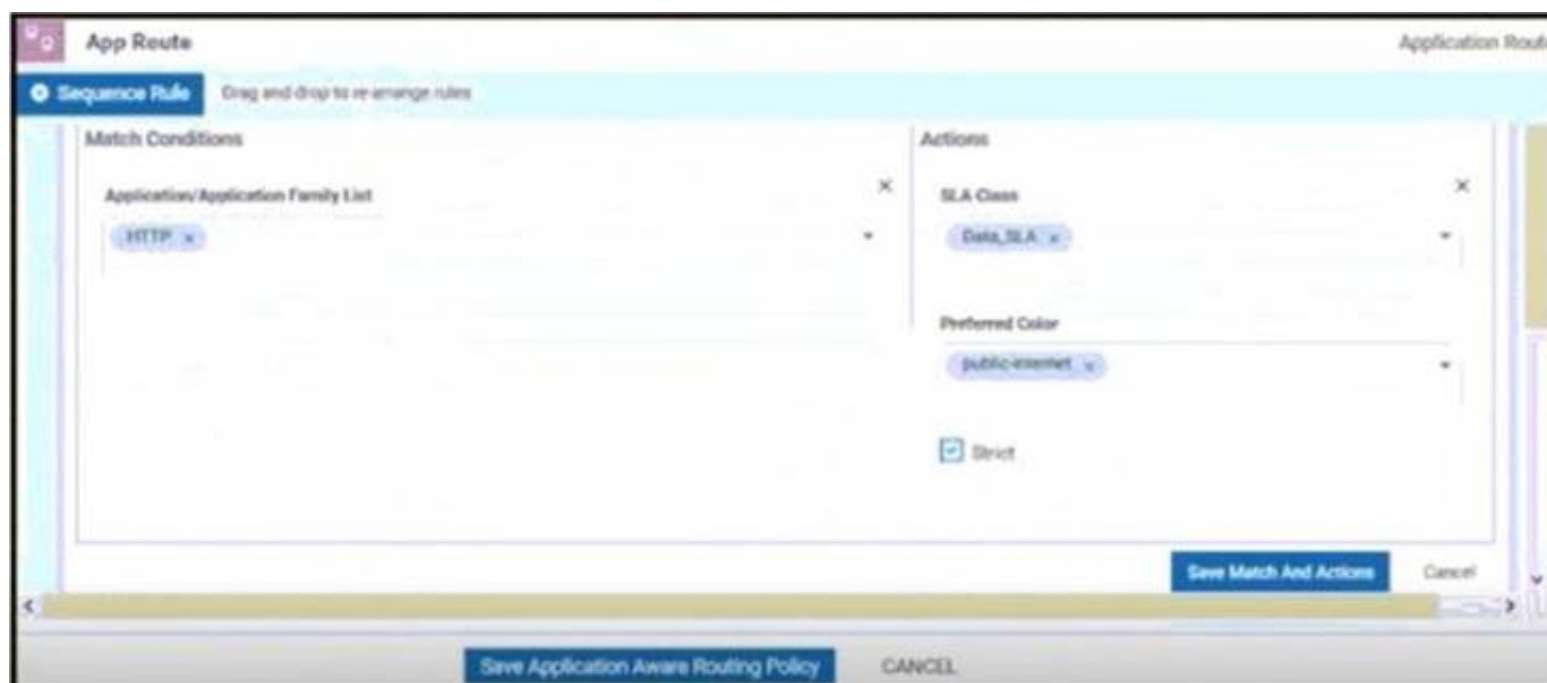 App Route
Application Route
Sequence Rule
Drag and drop to re-arrange rules
Match Conditions
Actions
Application/Application Family List
SLA Class
HTTP ×
Data_SLA ×
Preferred Color
public-internet ×
Strict
Save Match And Actions
Cancel
Save Application Aware Routing Policy
CANCEL